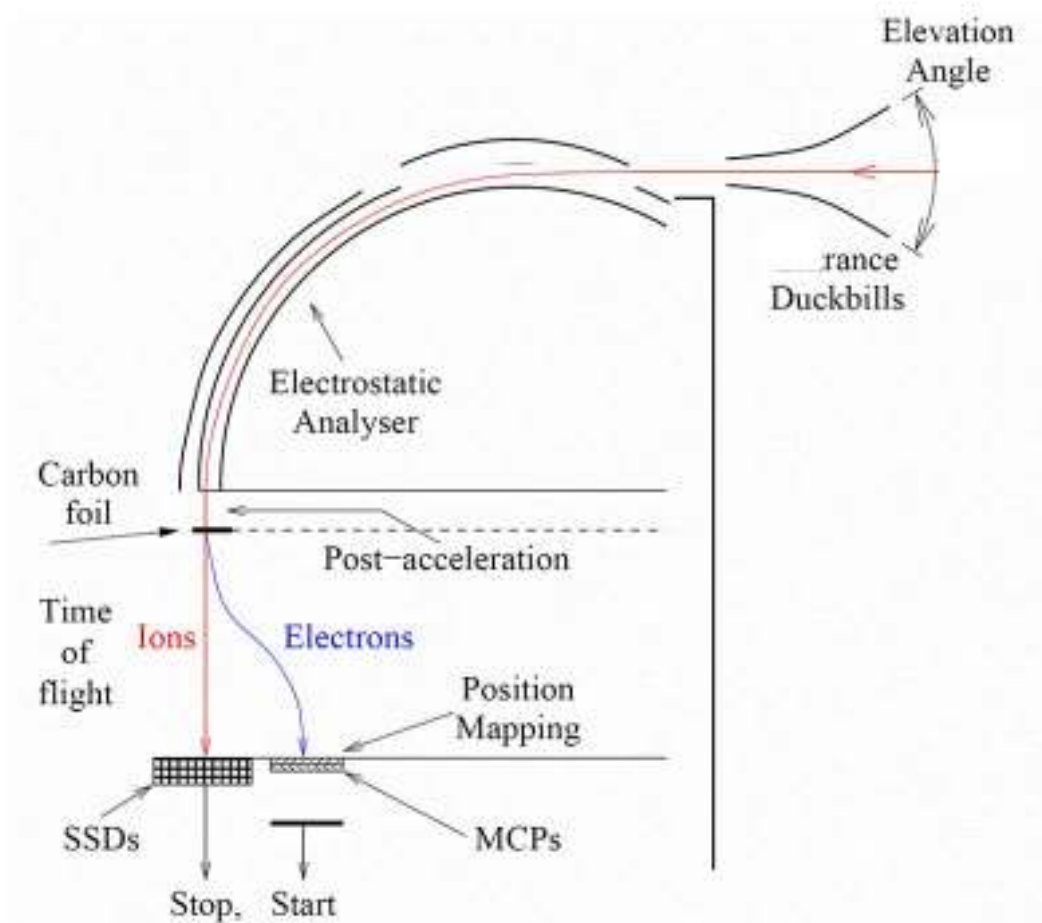 Elevation
Angle
rance
Duckbills
Electrostatic
Analyser
Carbon
foil
Post-acceleration
Time
of
flight
Ions
Electrons
Position
Mapping
SSDs
MCPs
Stop,
Start